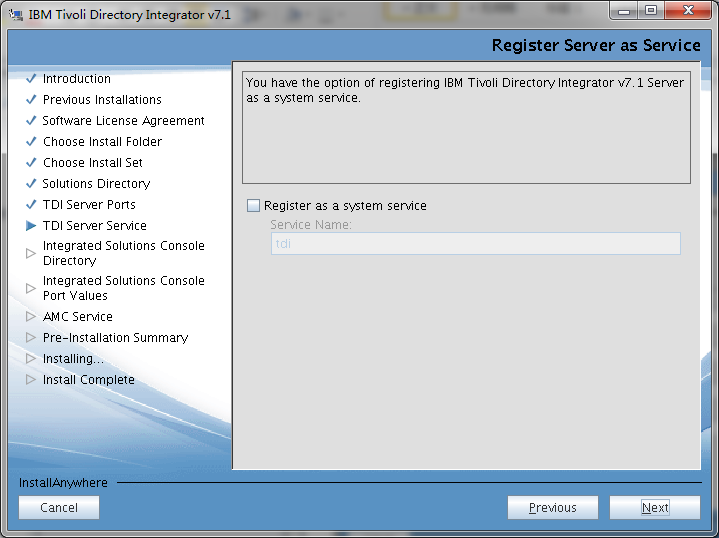 IBM Tivoli Directory Integrator v7.1
Register Server as Service
Introduction
Previous Installations
Software License Agreement
Choose Install Folder
Choose Install Set
Solutions Directory
TDI Server Ports
TDI Server Service
Integrated Solutions Console
Directory
Integrated Solutions Console
Port Values
AMC Service
Pre-Installation Summary
Installing...
Install Complete
You have the option of registering IBM Tivoli Directory Integrator v7.1 Server
as a system service.
Register as a system service
Service Name:
tdi
InstallAnywhere
Cancel
Previous
Next